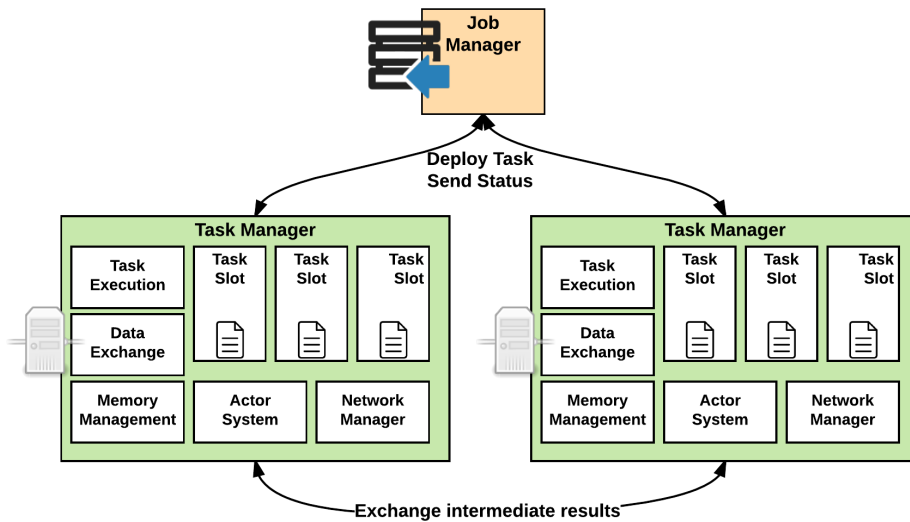 Job
Manager
Deploy Task
Send Status
Task Manager
Task
Execution
Data
Exchange
Memory
Management
Task
Slot
Task
Slot
Task
Slot
Actor
System
Network
Manager
Task Manager
Task
Execution
Data
Exchange
Memory
Management
Task
Slot
Task
Slot
Task
Slot
Actor
System
Network
Manager
Exchange intermediate results